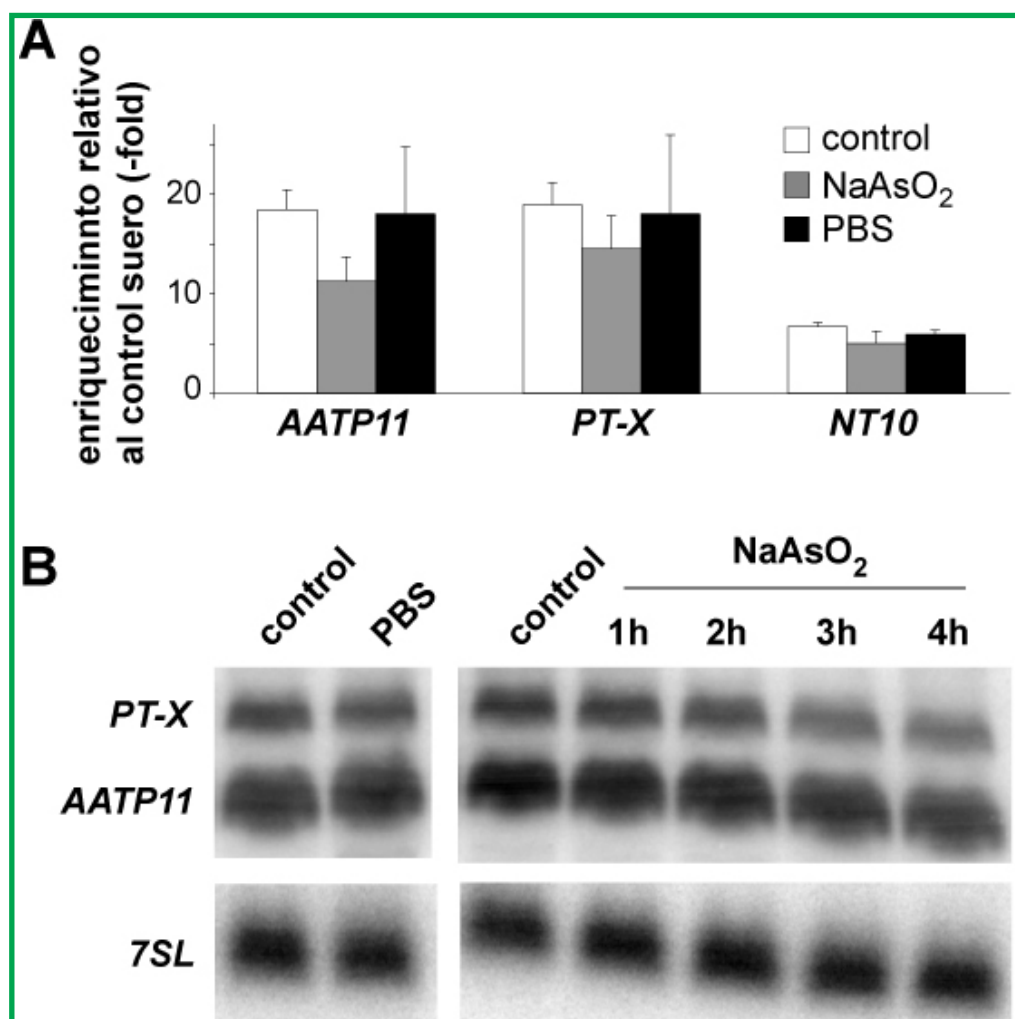 A
enriqueciminnto relativo
al control suero (-fold)
20
10
0
control
NaAsO₂
PBS
AATP11 PT-X NT10
B
control PBS control NaAsO₂
1h 2h 3h 4h
PT-X
AATP11
7SL